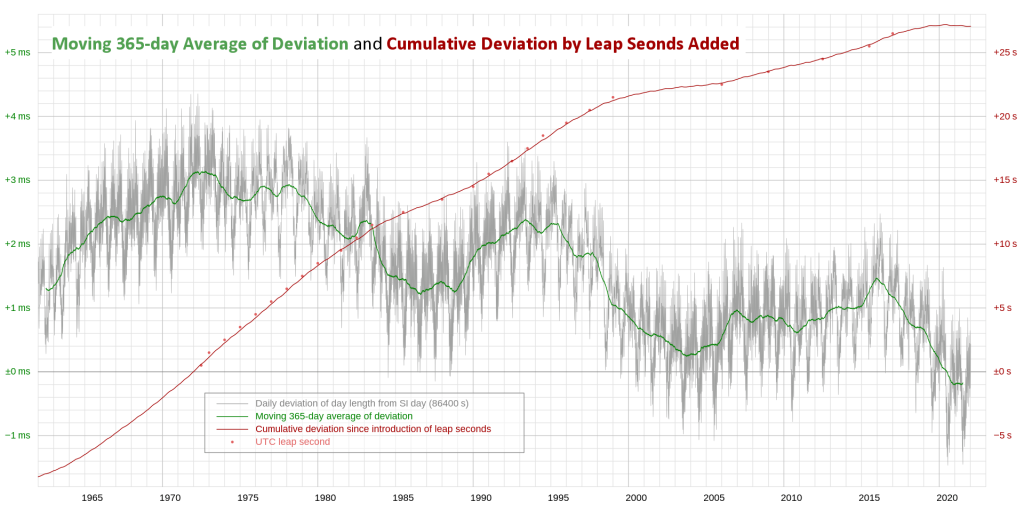 Moving 365-day Average of Deviation and Cumulative Deviation by Leap Seonds Added
+5 ms
+4 ms
+3 ms
+2 ms
+1 ms
±0 ms
−1 ms
+25 s
+20 s
+15 s
+10 s
+5 s
±0 s
−5 s
Daily deviation of day length from SI day (86400 s)
Moving 365-day average of deviation
Cumulative deviation since introduction of leap seconds
UTC leap second
1965 1970 1975 1980 1985 1990 1995 2000 2005 2010 2015 2020